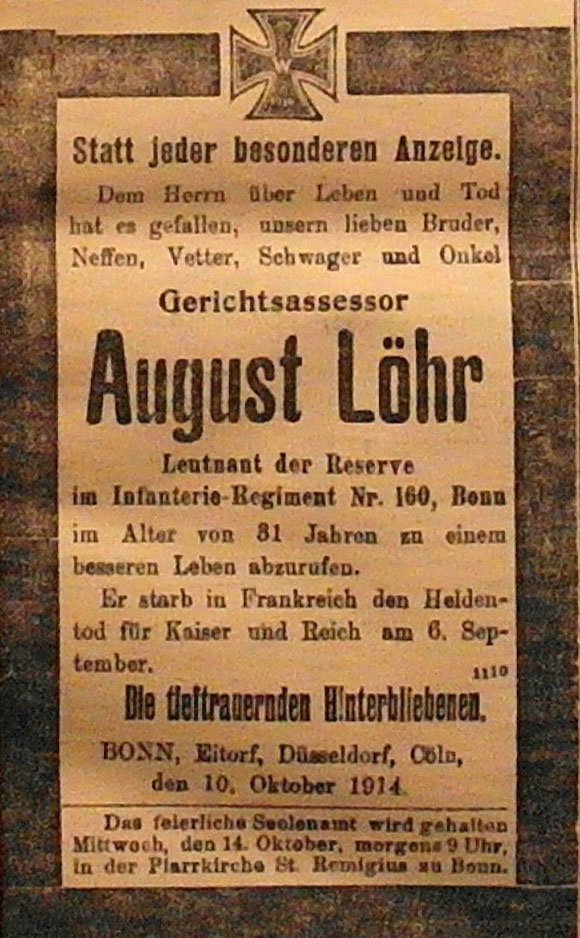 W
Statt jeder besonderen Anzeige.
Dem Herrn über Leben und Tod
hat es gefallen, unsern lieben Bruder,
Neffen, Vetter, Schwager und Onkel
Gerichtsassessor
August Löhr
Leutnant der Reserve
im Infanterie-Regiment Nr. 160, Bonn
im Alter von 31 Jahren zu einem
besseren Leben abzurufen.
Er starb in Frankreich den Helden-
tod für Kaiser und Reich am 6. Sep-
tember.
1110
Die tieftrauernden Hinterbliebenen.
BONN, Eitorf, Düsseldorf, Cöln,
den 10. Oktober 1914.
Das feierliche Seelenamt wird gehalten
Mittwoch, den 14. Oktober, morgens 9 Uhr,
in der Pfarrkirche St. Remigius zu Bonn.